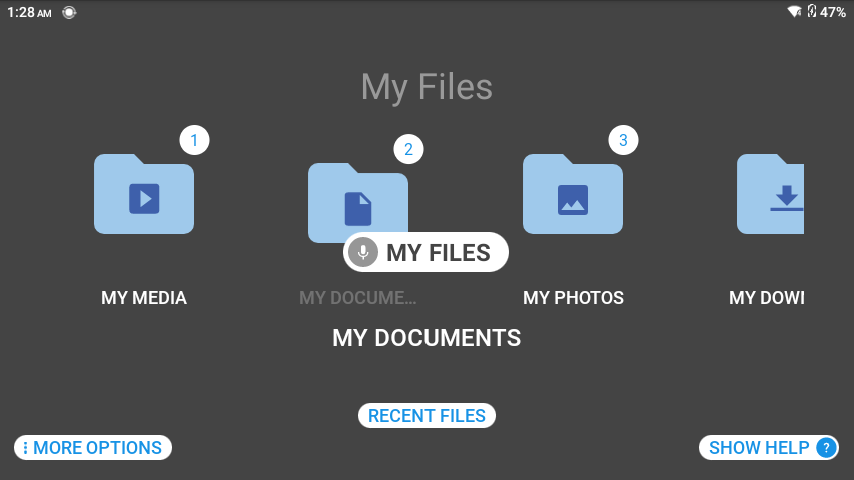 1:28 AM
47%
My Files
1
2
3
MY FILES
MY MEDIA
MY DOCUME...
MY PHOTOS
MY DOW
MY DOCUMENTS
RECENT FILES
MORE OPTIONS
SHOW HELP ?